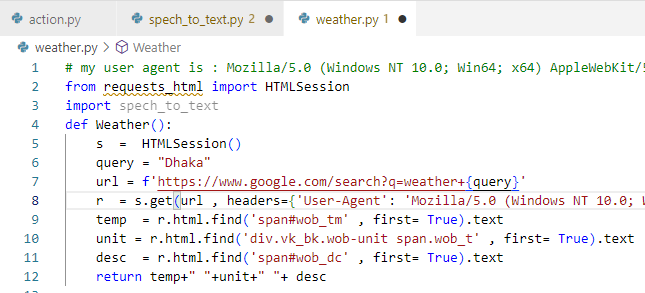 action.py spech_to_text.py 2 weather.py 1
weather.py > Weather
1 # my user agent is : Mozilla/5.0 (Windows NT 10.0; Win64; x64) AppleWebKit/5
2 from requests_html import HTMLSession
3 import spech_to_text
4 def Weather():
5 s = HTMLSession()
6 query = "Dhaka"
7 url = f'https://www.google.com/search?q=weather+{query}'
8 r = s.get(url , headers={'User-Agent': 'Mozilla/5.0 (Windows NT 10.0; W
9 temp = r.html.find('span#wob_tm' , first= True).text
10 unit = r.html.find('div.vk_bk.wob-unit span.wob_t' , first= True).text
11 desc = r.html.find('span#wob_dc' , first= True).text
12 return temp+" "+unit+" "+ desc